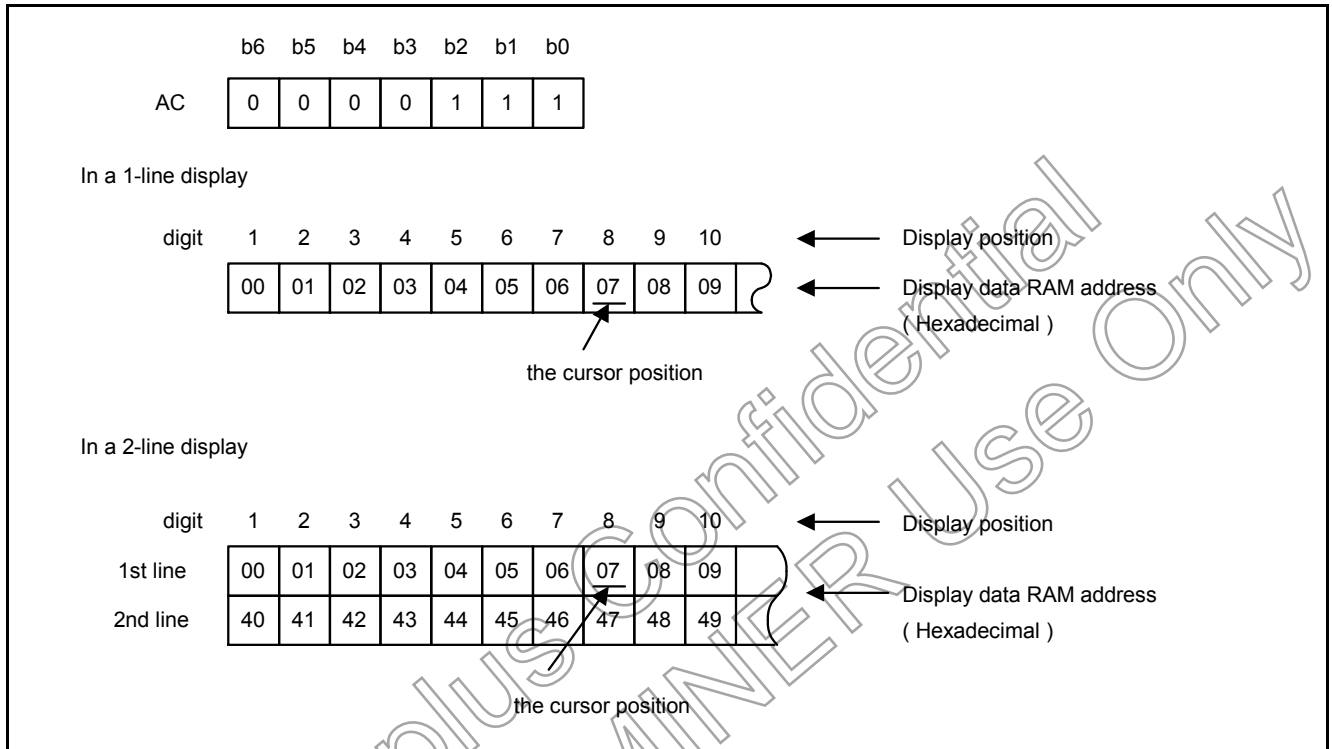 b6 b5 b4 b3 b2 b1 b0
AC 0 0 0 0 1 1 1
In a 1-line display
digit 1 2 3 4 5 6 7 8 9 10 Display position
00 01 02 03 04 05 06 07 08 09 Display data RAM address
( Hexadecimal )
the cursor position
In a 2-line display
digit 1 2 3 4 5 6 7 8 9 10 Display position
1st line 00 01 02 03 04 05 06 07 08 09
Display data RAM address
2nd line 40 41 42 43 44 45 46 47 48 49
( Hexadecimal )
the cursor position
plus Confidential
MINER Use Only